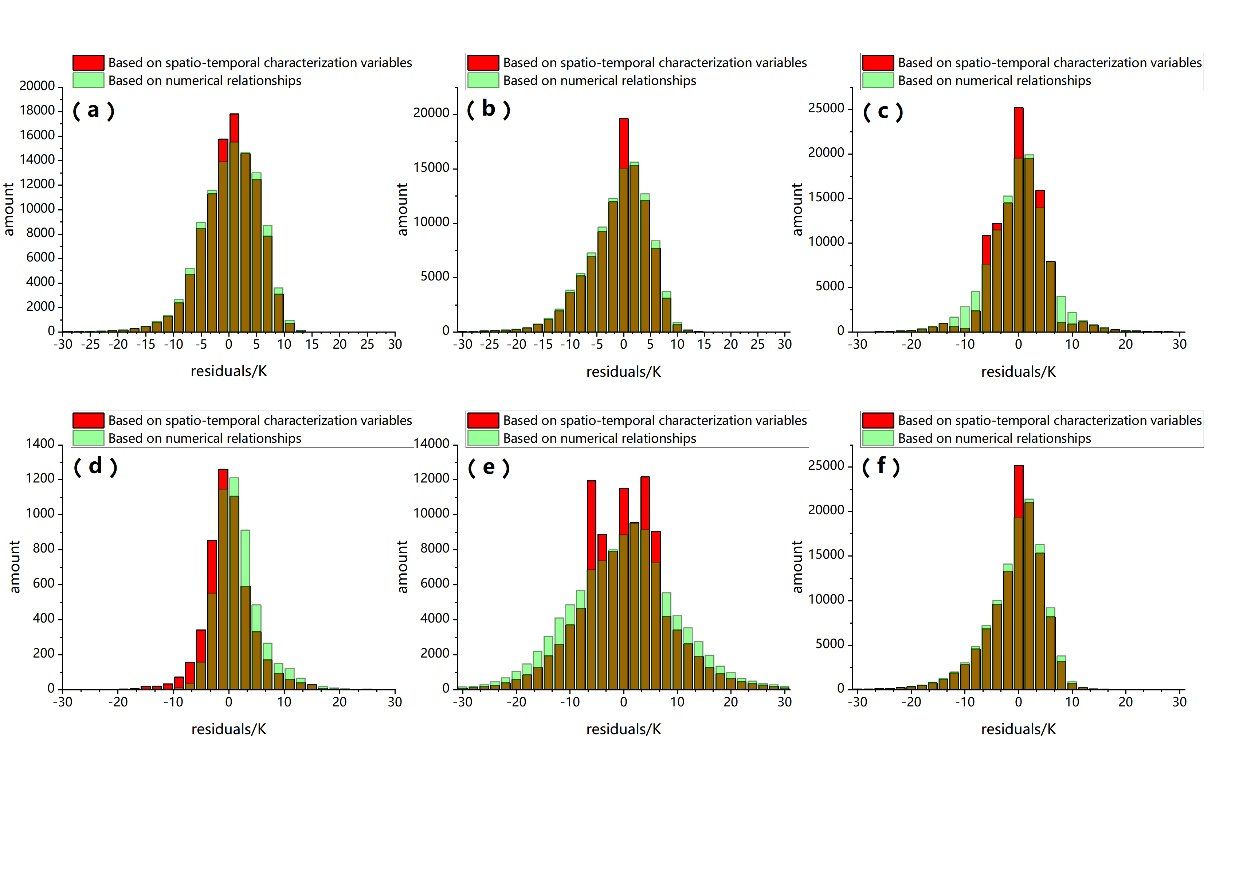 Based on spatio-temporal characterization variables
Based on numerical relationships
( a )
20000
18000
16000
14000
12000
10000
8000
6000
4000
2000
0
amount
-30 -25 -20 -15 -10 -5 0 5 10 15 20 25 30
residuals/K
Based on spatio-temporal characterization variables
Based on numerical relationships
( b )
20000
15000
10000
5000
0
amount
-30 -25 -20 -15 -10 -5 0 5 10 15 20 25 30
residuals/K
Based on spatio-temporal characterization variables
Based on numerical relationships
( c )
25000
20000
15000
10000
5000
0
amount
-30 -20 -10 0 10 20 30
residuals/K
Based on spatio-temporal characterization variables
Based on numerical relationships
( d )
1400
1200
1000
800
600
400
200
0
amount
-30 -20 -10 0 10 20 30
residuals/K
Based on spatio-temporal characterization variables
Based on numerical relationships
( e )
14000
12000
10000
8000
6000
4000
2000
0
amount
-30 -20 -10 0 10 20 30
residuals/K
Based on spatio-temporal characterization variables
Based on numerical relationships
( f )
25000
20000
15000
10000
5000
0
amount
-30 -20 -10 0 10 20 30
residuals/K